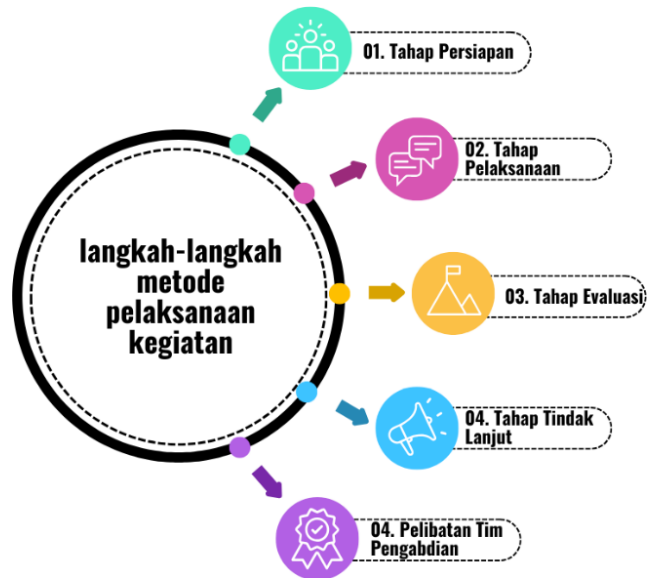 langkah-langkah
metode
pelaksanaan
kegiatan
01. Tahap Persiapan
02. Tahap
Pelaksanaan
03. Tahap Evaluasi
04. Tahap Tindak
Lanjut
04. Pelibatan Tim
Pengabdian